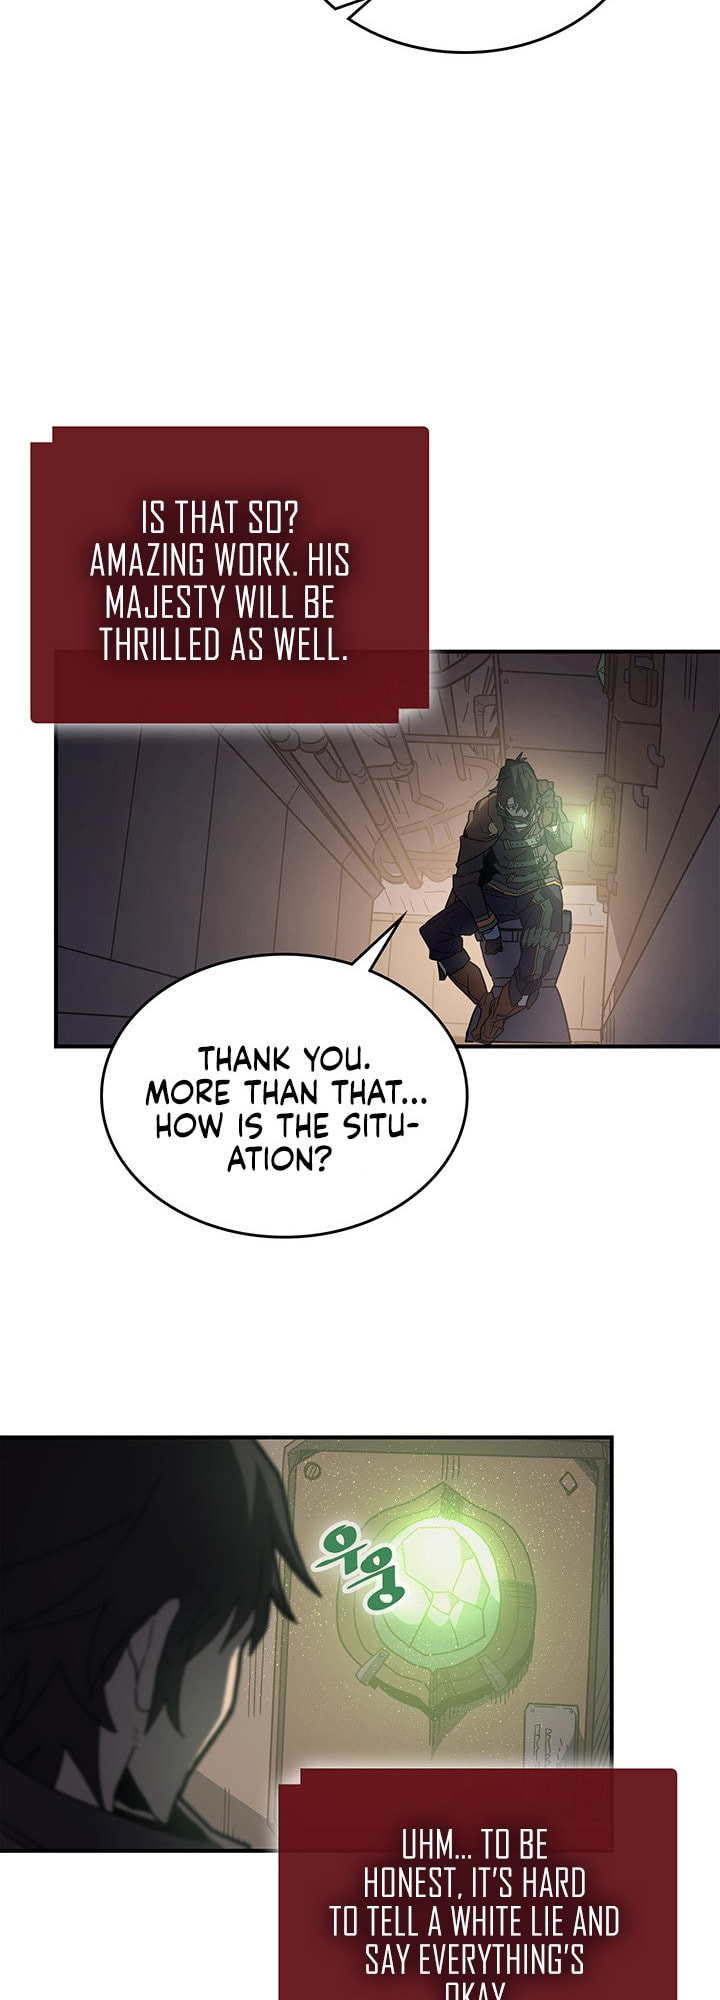 IS THAT SO?
AMAZING WORK. HIS
MAJESTY WILL BE
THRILLED AS WELL.
THANK YOU.
MORE THAN THAT...
HOW IS THE SITU-
ATION?
우웅
UHM... TO BE
HONEST, IT'S HARD
TO TELL A WHITE LIE AND
SAY EVERYTHING'S
OKAY